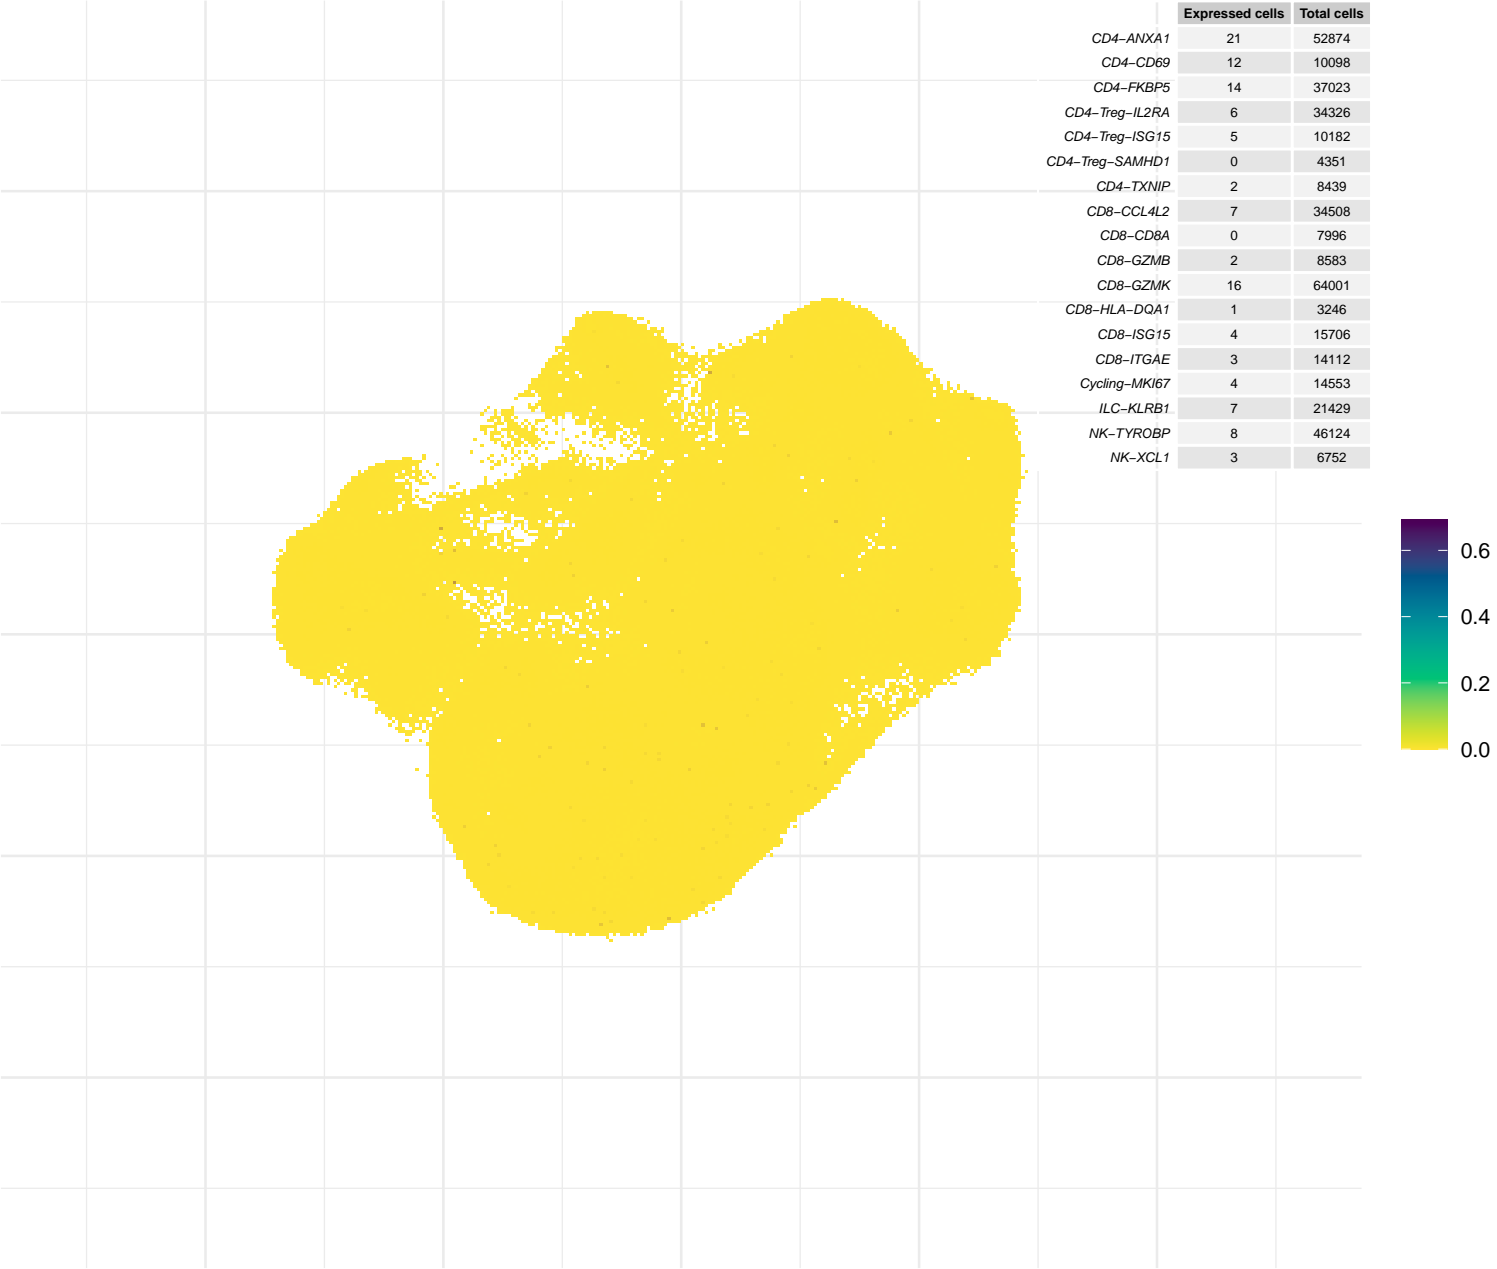 Expressed cells Total cells
CD4−ANXA1 21 52874
CD4−CD69 12 10098
CD4−FKBP5 14 37023
CD4−Treg−IL2RA 6 34326
CD4−Treg−ISG15 5 10182
CD4−Treg−SAMHD1 0 4351
CD4−TXNIP 2 8439
CD8−CCL4L2 7 34508
CD8−CD8A 0 7996
CD8−GZMB 2 8583
CD8−GZMK 16 64001
CD8−HLA−DQA1 1 3246
CD8−ISG15 4 15706
CD8−ITGAE 3 14112
Cycling−MKI67 4 14553
ILC−KLRB1 7 21429
NK−TYROBP 8 46124
NK−XCL1 3 6752
0.6
0.4
0.2
0.0